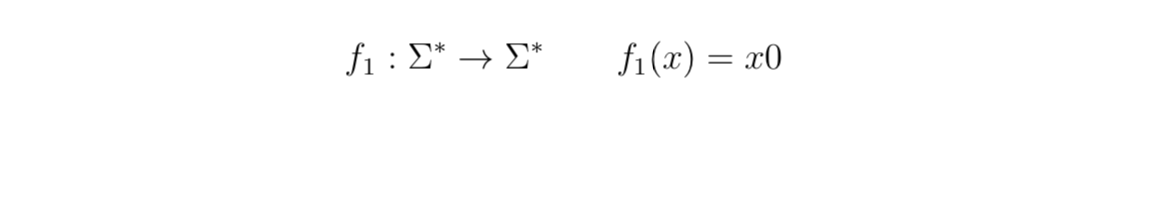 f₁ : Σ* → Σ* f₁(x) = x0